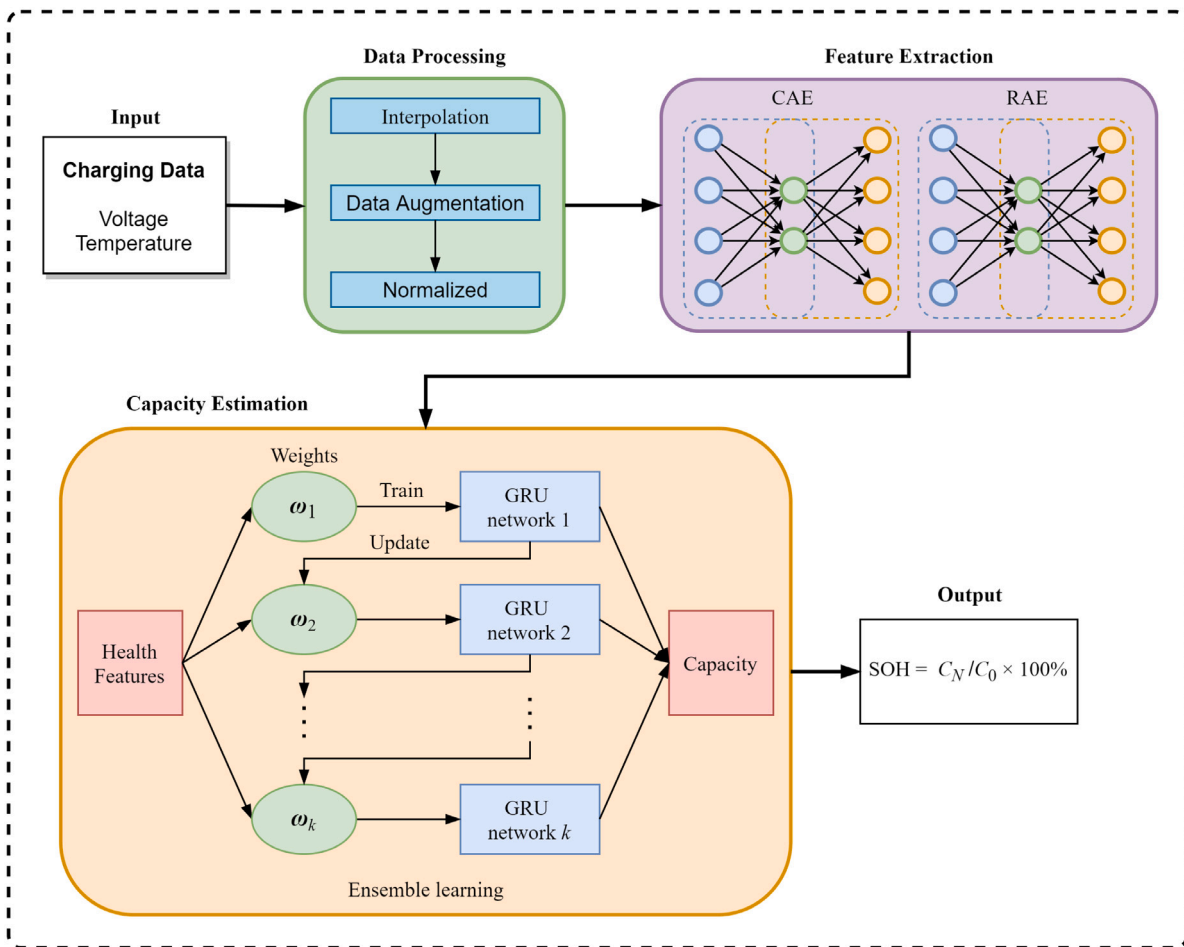 Data Processing
Feature Extraction
Input
Charging Data
Voltage
Temperature
Interpolation
Data Augmentation
Normalized
CAE
RAE
Capacity Estimation
Weights
ω1
Train
GRU
network 1
Update
ω2
GRU
network 2
Health
Features
Capacity
Output
SOH = C_N/C_0 × 100%
ωk
GRU
network k
Ensemble learning